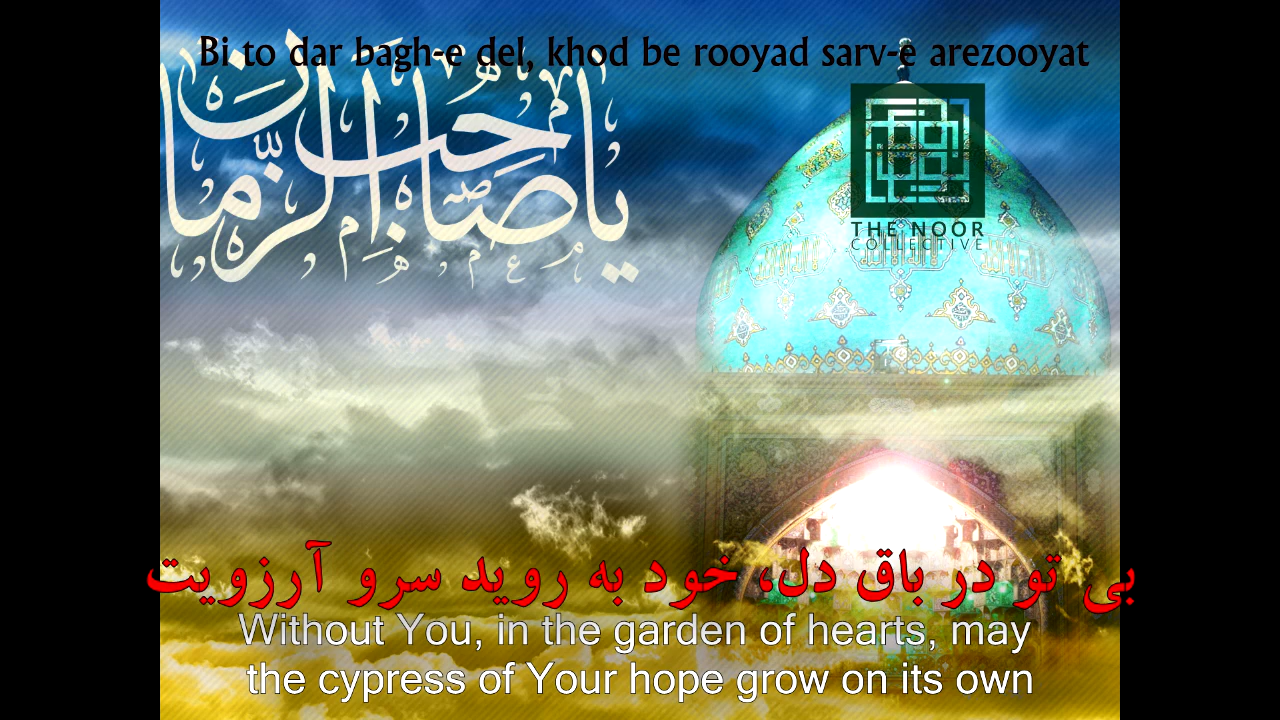 Bi to dar bagh-e del, khod be rooyad sarv-e arezooyat
يا صاحب الزمان
THE NOOR
COLLECTIVE
بی تو در باق دل، خود به روید سرو آرزویت
Without You, in the garden of hearts, may
the cypress of Your hope grow on its own